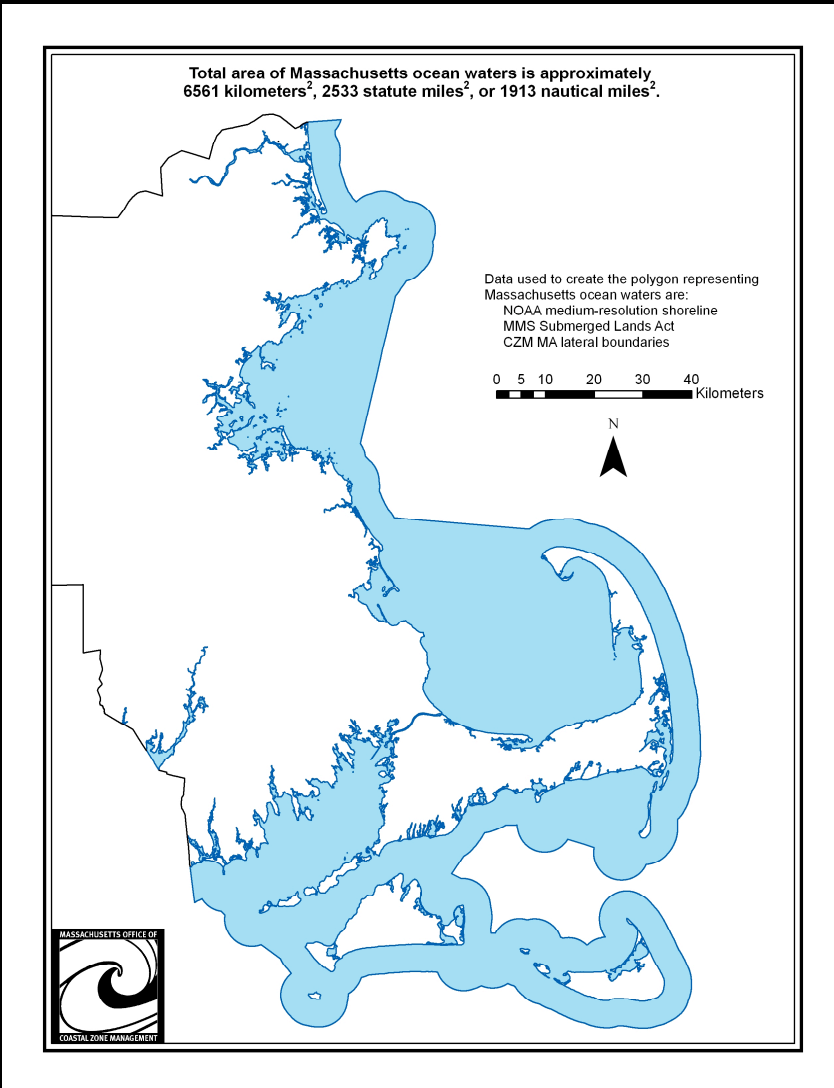 Total area of Massachusetts ocean waters is approximately
6561 kilometers², 2533 statute miles², or 1913 nautical miles².
Data used to create the polygon representing
Massachusetts ocean waters are:
NOAA medium-resolution shoreline
MMS Submerged Lands Act
CZM MA lateral boundaries
0 5 10 20 30 40
Kilometers
N
MASSACHUSETTS OFFICE OF
COASTAL ZONE MANAGEMENT